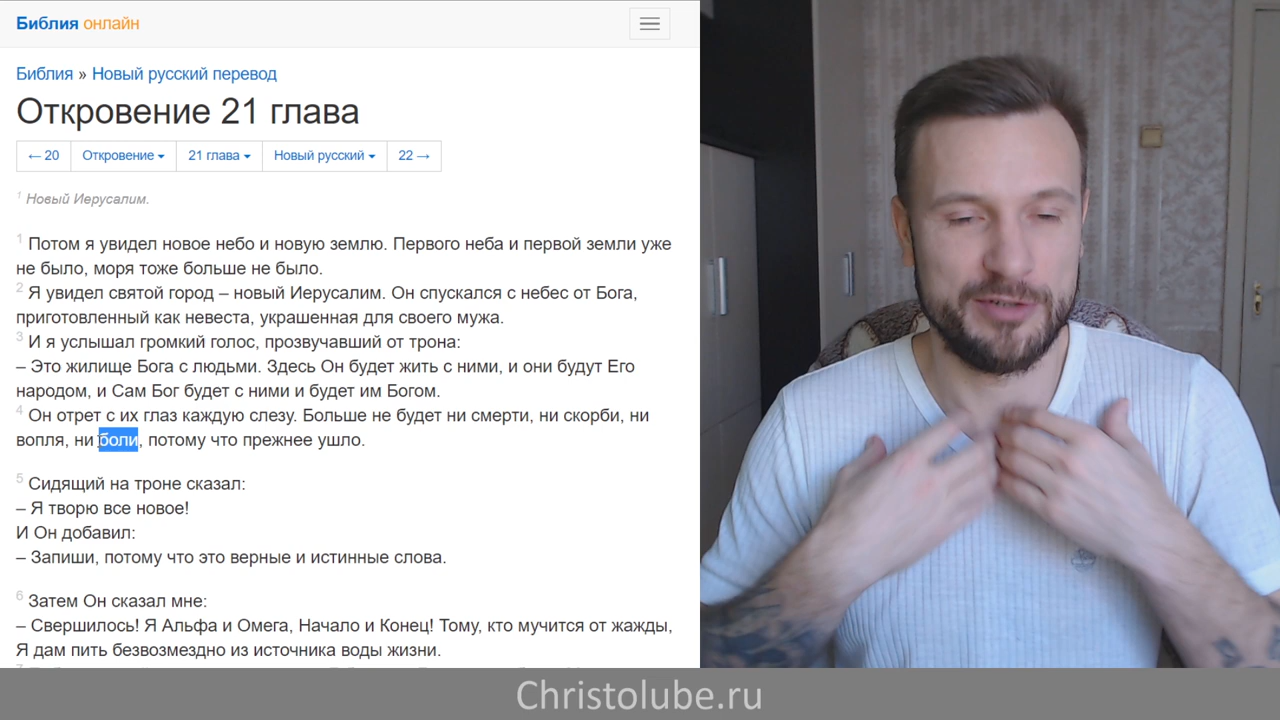 Библия онлайн
Библия » Новый русский перевод
Откровение 21 глава
← 20 Откровение 21 глава Новый русский 22 →
1 Новый Иерусалим.
1 Потом я увидел новое небо и новую землю. Первого неба и первой земли уже
не было, моря тоже больше не было.
2 Я увидел святой город – новый Иерусалим. Он спускался с небес от Бога,
приготовленный как невеста, украшенная для своего мужа.
3 И я услышал громкий голос, прозвучавший от трона:
– Это жилище Бога с людьми. Здесь Он будет жить с ними, и они будут Его
народом, и Сам Бог будет с ними и будет им Богом.
4 Он отрет с их глаз каждую слезу. Больше не будет ни смерти, ни скорби, ни
вопля, ни боли, потому что прежнее ушло.
5 Сидящий на троне сказал:
– Я творю все новое!
И Он добавил:
– Запиши, потому что это верные и истинные слова.
6 Затем Он сказал мне:
– Свершилось! Я Альфа и Омега, Начало и Конец! Тому, кто мучится от жажды,
Я дам пить безвозмездно из источника воды жизни.
Christolube.ru